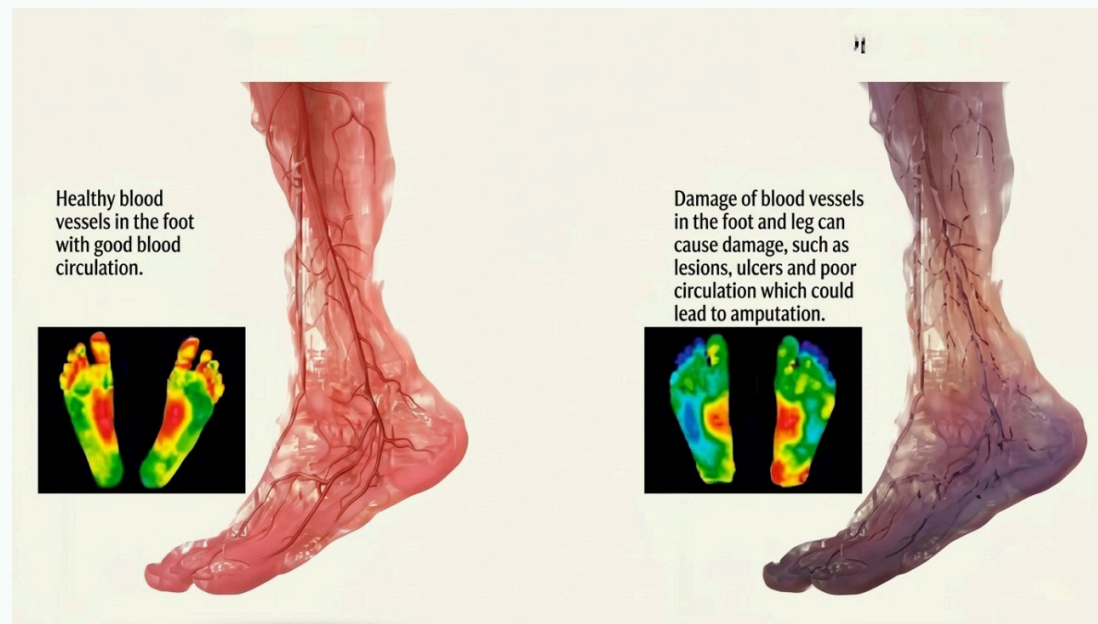 Healthy blood
vessels in the foot
with good blood
circulation.
Damage of blood vessels
in the foot and leg can
cause damage, such as
lesions, ulcers and poor
circulation which could
lead to amputation.